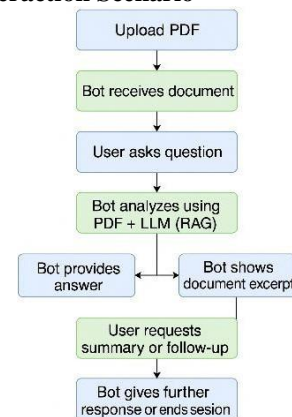 Upload PDF
Bot receives document
User asks question
Bot analyzes using
PDF + LLM (RAG)
Bot provides
answer
Bot shows
document excerpt
User requests
summary or follow-up
Bot gives further
response or ends sesion